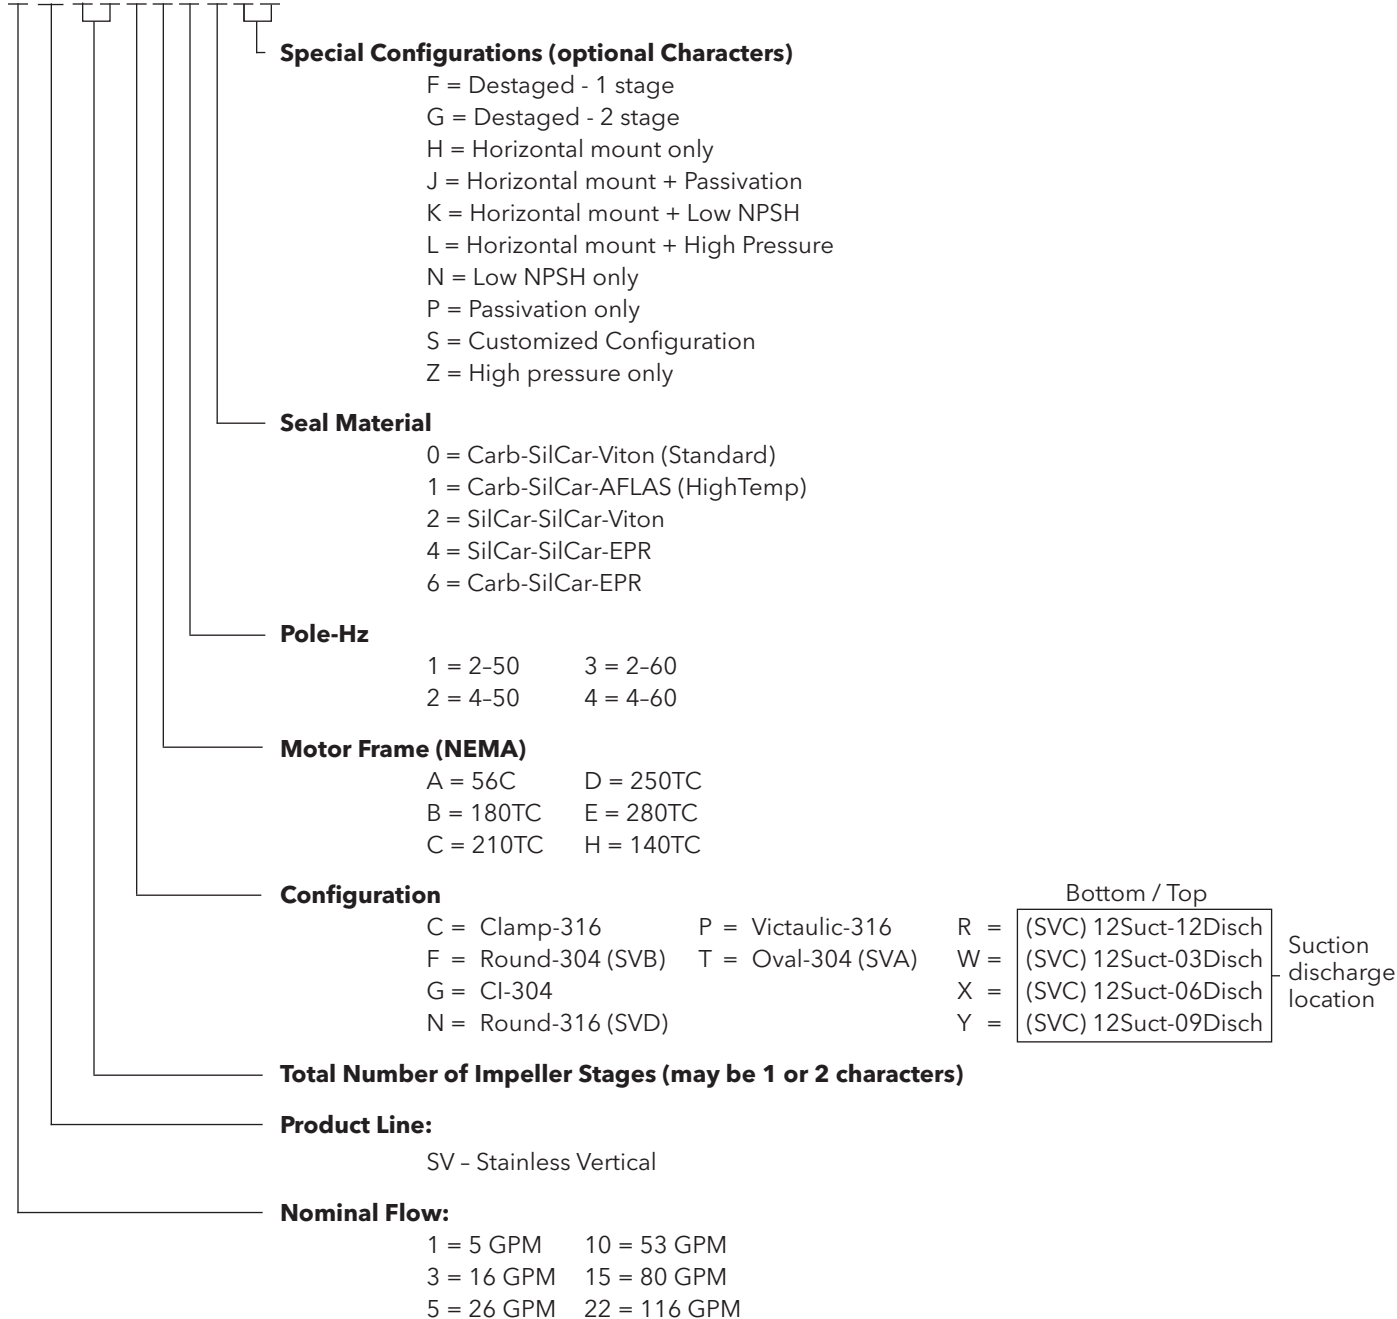 Special Configurations (optional Characters)
F = Destaged - 1 stage
G = Destaged - 2 stage
H = Horizontal mount only
J = Horizontal mount + Passivation
K = Horizontal mount + Low NPSH
L = Horizontal mount + High Pressure
N = Low NPSH only
P = Passivation only
S = Customized Configuration
Z = High pressure only
Seal Material
0 = Carb-SilCar-Viton (Standard)
1 = Carb-SilCar-AFLAS (HighTemp)
2 = SilCar-SilCar-Viton
4 = SilCar-SilCar-EPR
6 = Carb-SilCar-EPR
Pole-Hz
1 = 2–50 3 = 2–60
2 = 4–50 4 = 4–60
Motor Frame (NEMA)
A = 56C D = 250TC
B = 180TC E = 280TC
C = 210TC H = 140TC
Configuration
Bottom / Top
C = Clamp-316 P = Victaulic-316 R = (SVC) 12Suct-12Disch
F = Round-304 (SVB) T = Oval-304 (SVA) W = (SVC) 12Suct-03Disch
G = CI-304 X = (SVC) 12Suct-06Disch
N = Round-316 (SVD) Y = (SVC) 12Suct-09Disch
Suction
discharge
location
Total Number of Impeller Stages (may be 1 or 2 characters)
Product Line:
SV – Stainless Vertical
Nominal Flow:
1 = 5 GPM 10 = 53 GPM
3 = 16 GPM 15 = 80 GPM
5 = 26 GPM 22 = 116 GPM